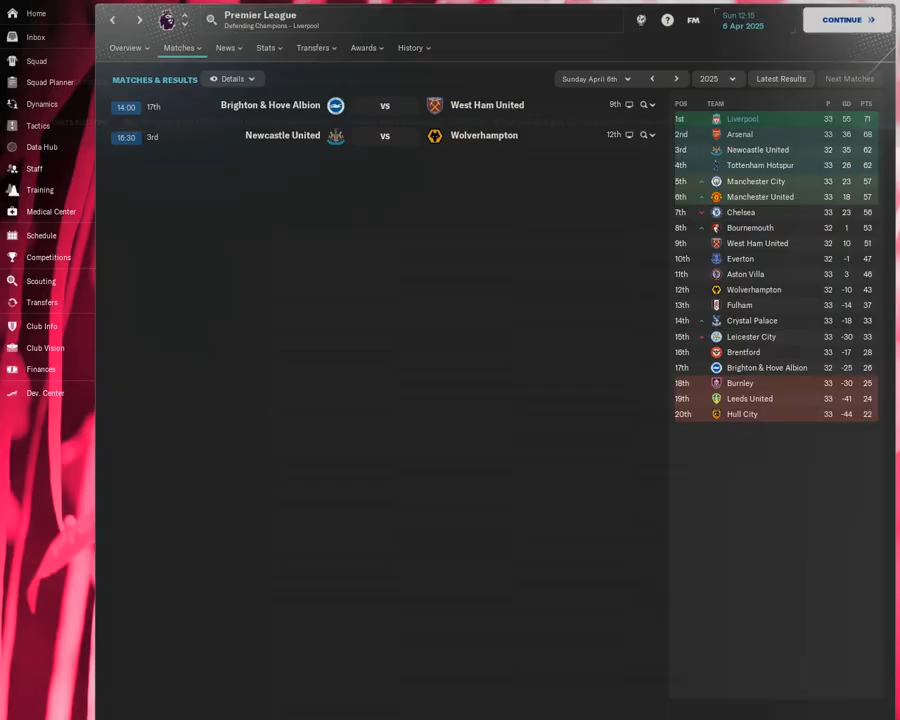 Home
Inbox
Squad
Squad Planner
Dynamics
Tactics
Data Hub
Staff
Training
Medical Center
Schedule
Competitions
Scouting
Transfers
Club Info
Club Vision
Finances
Dev. Center
Premier League
Defending Champions - Liverpool
? FM Sun 12:15
6 Apr 2025
CONTINUE
Overview Matches News Stats Transfers Awards History
MATCHES & RESULTS Details Sunday April 6th 2025 Latest Results Next Matches
14:00 17th Brighton & Hove Albion VS West Ham United 9th
16:30 3rd Newcastle United VS Wolverhampton 12th
POS TEAM P GD PTS
1st Liverpool 33 55 71
2nd Arsenal 33 36 68
3rd Newcastle United 32 35 62
4th Tottenham Hotspur 33 26 62
5th Manchester City 33 23 57
6th Manchester United 33 18 57
7th Chelsea 33 23 56
8th Bournemouth 32 1 53
9th West Ham United 32 10 51
10th Everton 32 -1 47
11th Aston Villa 33 3 46
12th Wolverhampton 32 -10 43
13th Fulham 33 -14 37
14th Crystal Palace 33 -18 33
15th Leicester City 33 -30 33
16th Brentford 33 -17 28
17th Brighton & Hove Albion 32 -25 26
18th Burnley 33 -30 25
19th Leeds United 33 -41 24
20th Hull City 33 -44 22